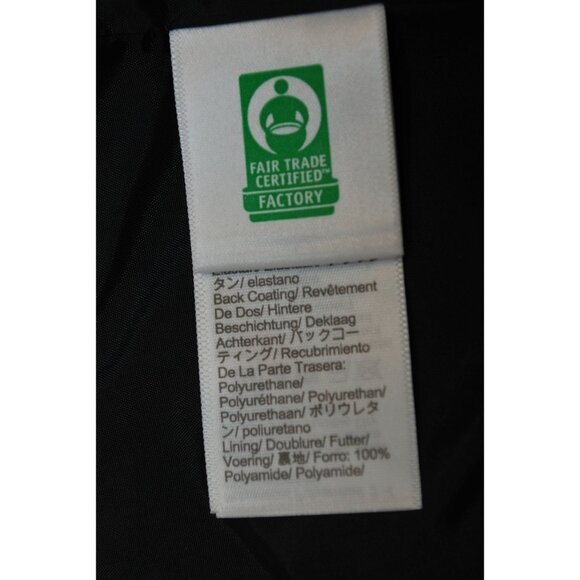 FAIR TRADE
CERTIFIED™
FACTORY
タン/ elastano
Back Coating/ Revêtement
De Dos/ Hintere
Beschichtung/ Deklaag
Achterkant/ バックコー
ティング/ Recubrimiento
De La Parte Trasera:
Polyurethane/
Polyuréthane/ Polyurethan/
Polyurethaan/ ポリウレタ
ン/ poliuretano
Lining/ Doublure/ Futter/
Voering/ 裏地/ Forro: 100%
Polyamide/ Polyamide/